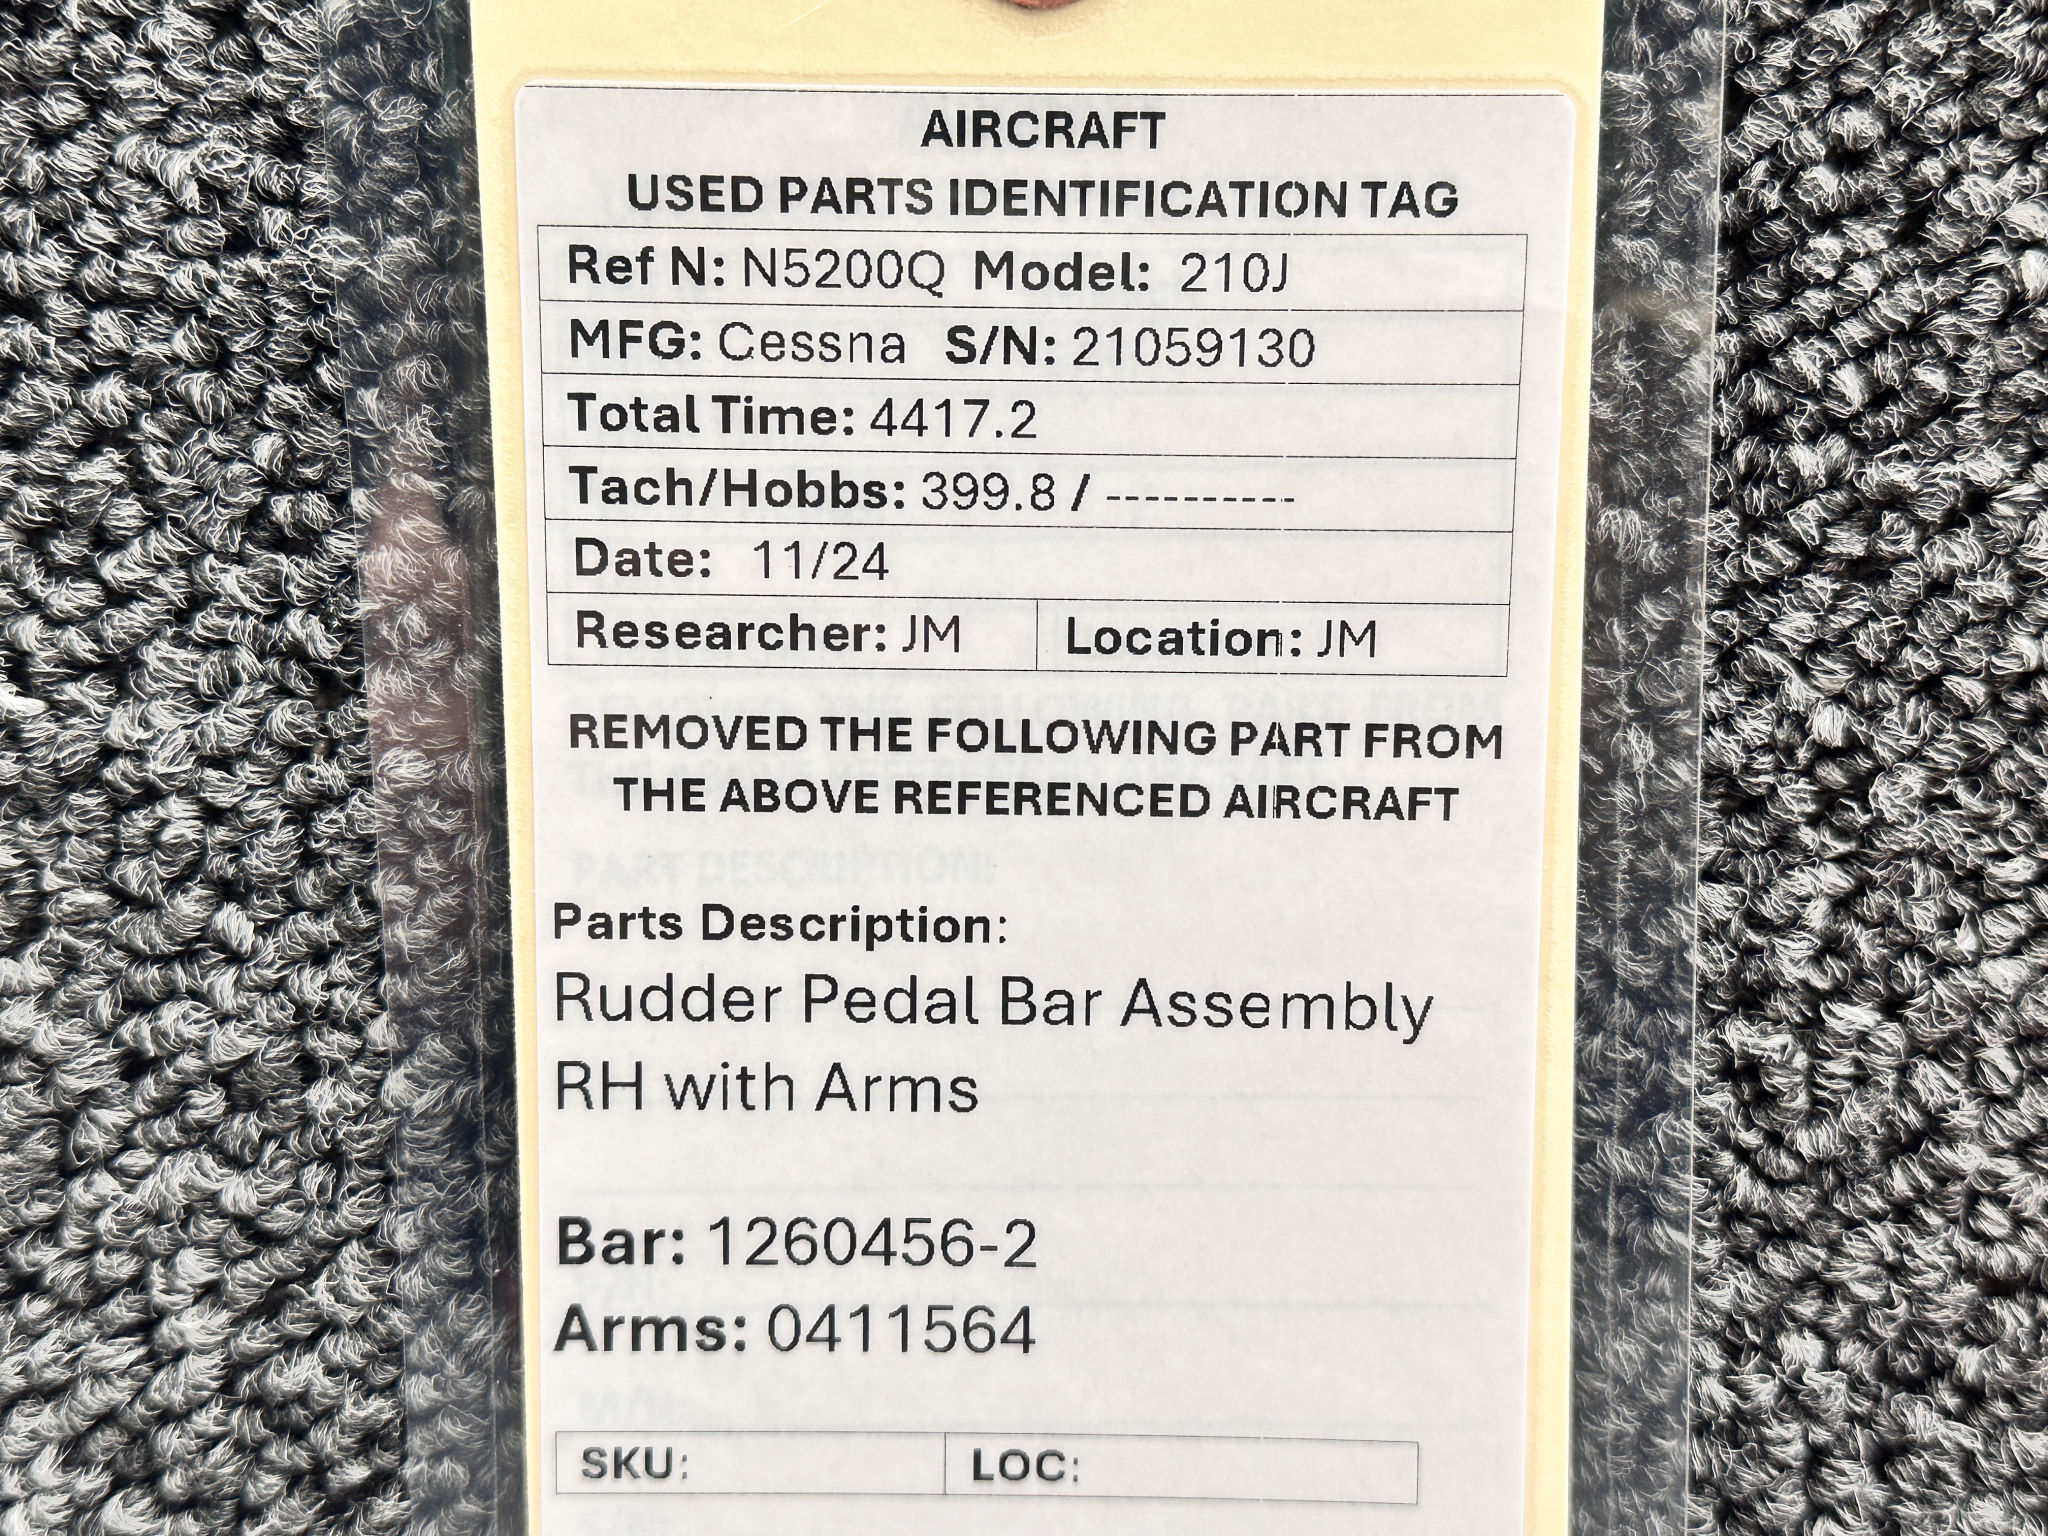 AIRCRAFT
USED PARTS IDENTIFICATION TAG
Ref N: N5200Q Model: 210J
MFG: Cessna S/N: 21059130
Total Time: 4417.2
Tach/Hobbs: 399.8 / ----------
Date: 11/24
Researcher: JM Location: JM
REMOVED THE FOLLOWING PART FROM
THE ABOVE REFERENCED AIRCRAFT
PART DESCRIPTION:
Parts Description:
Rudder Pedal Bar Assembly
RH with Arms
Bar: 1260456-2
Arms: 0411564
SKU: LOC: